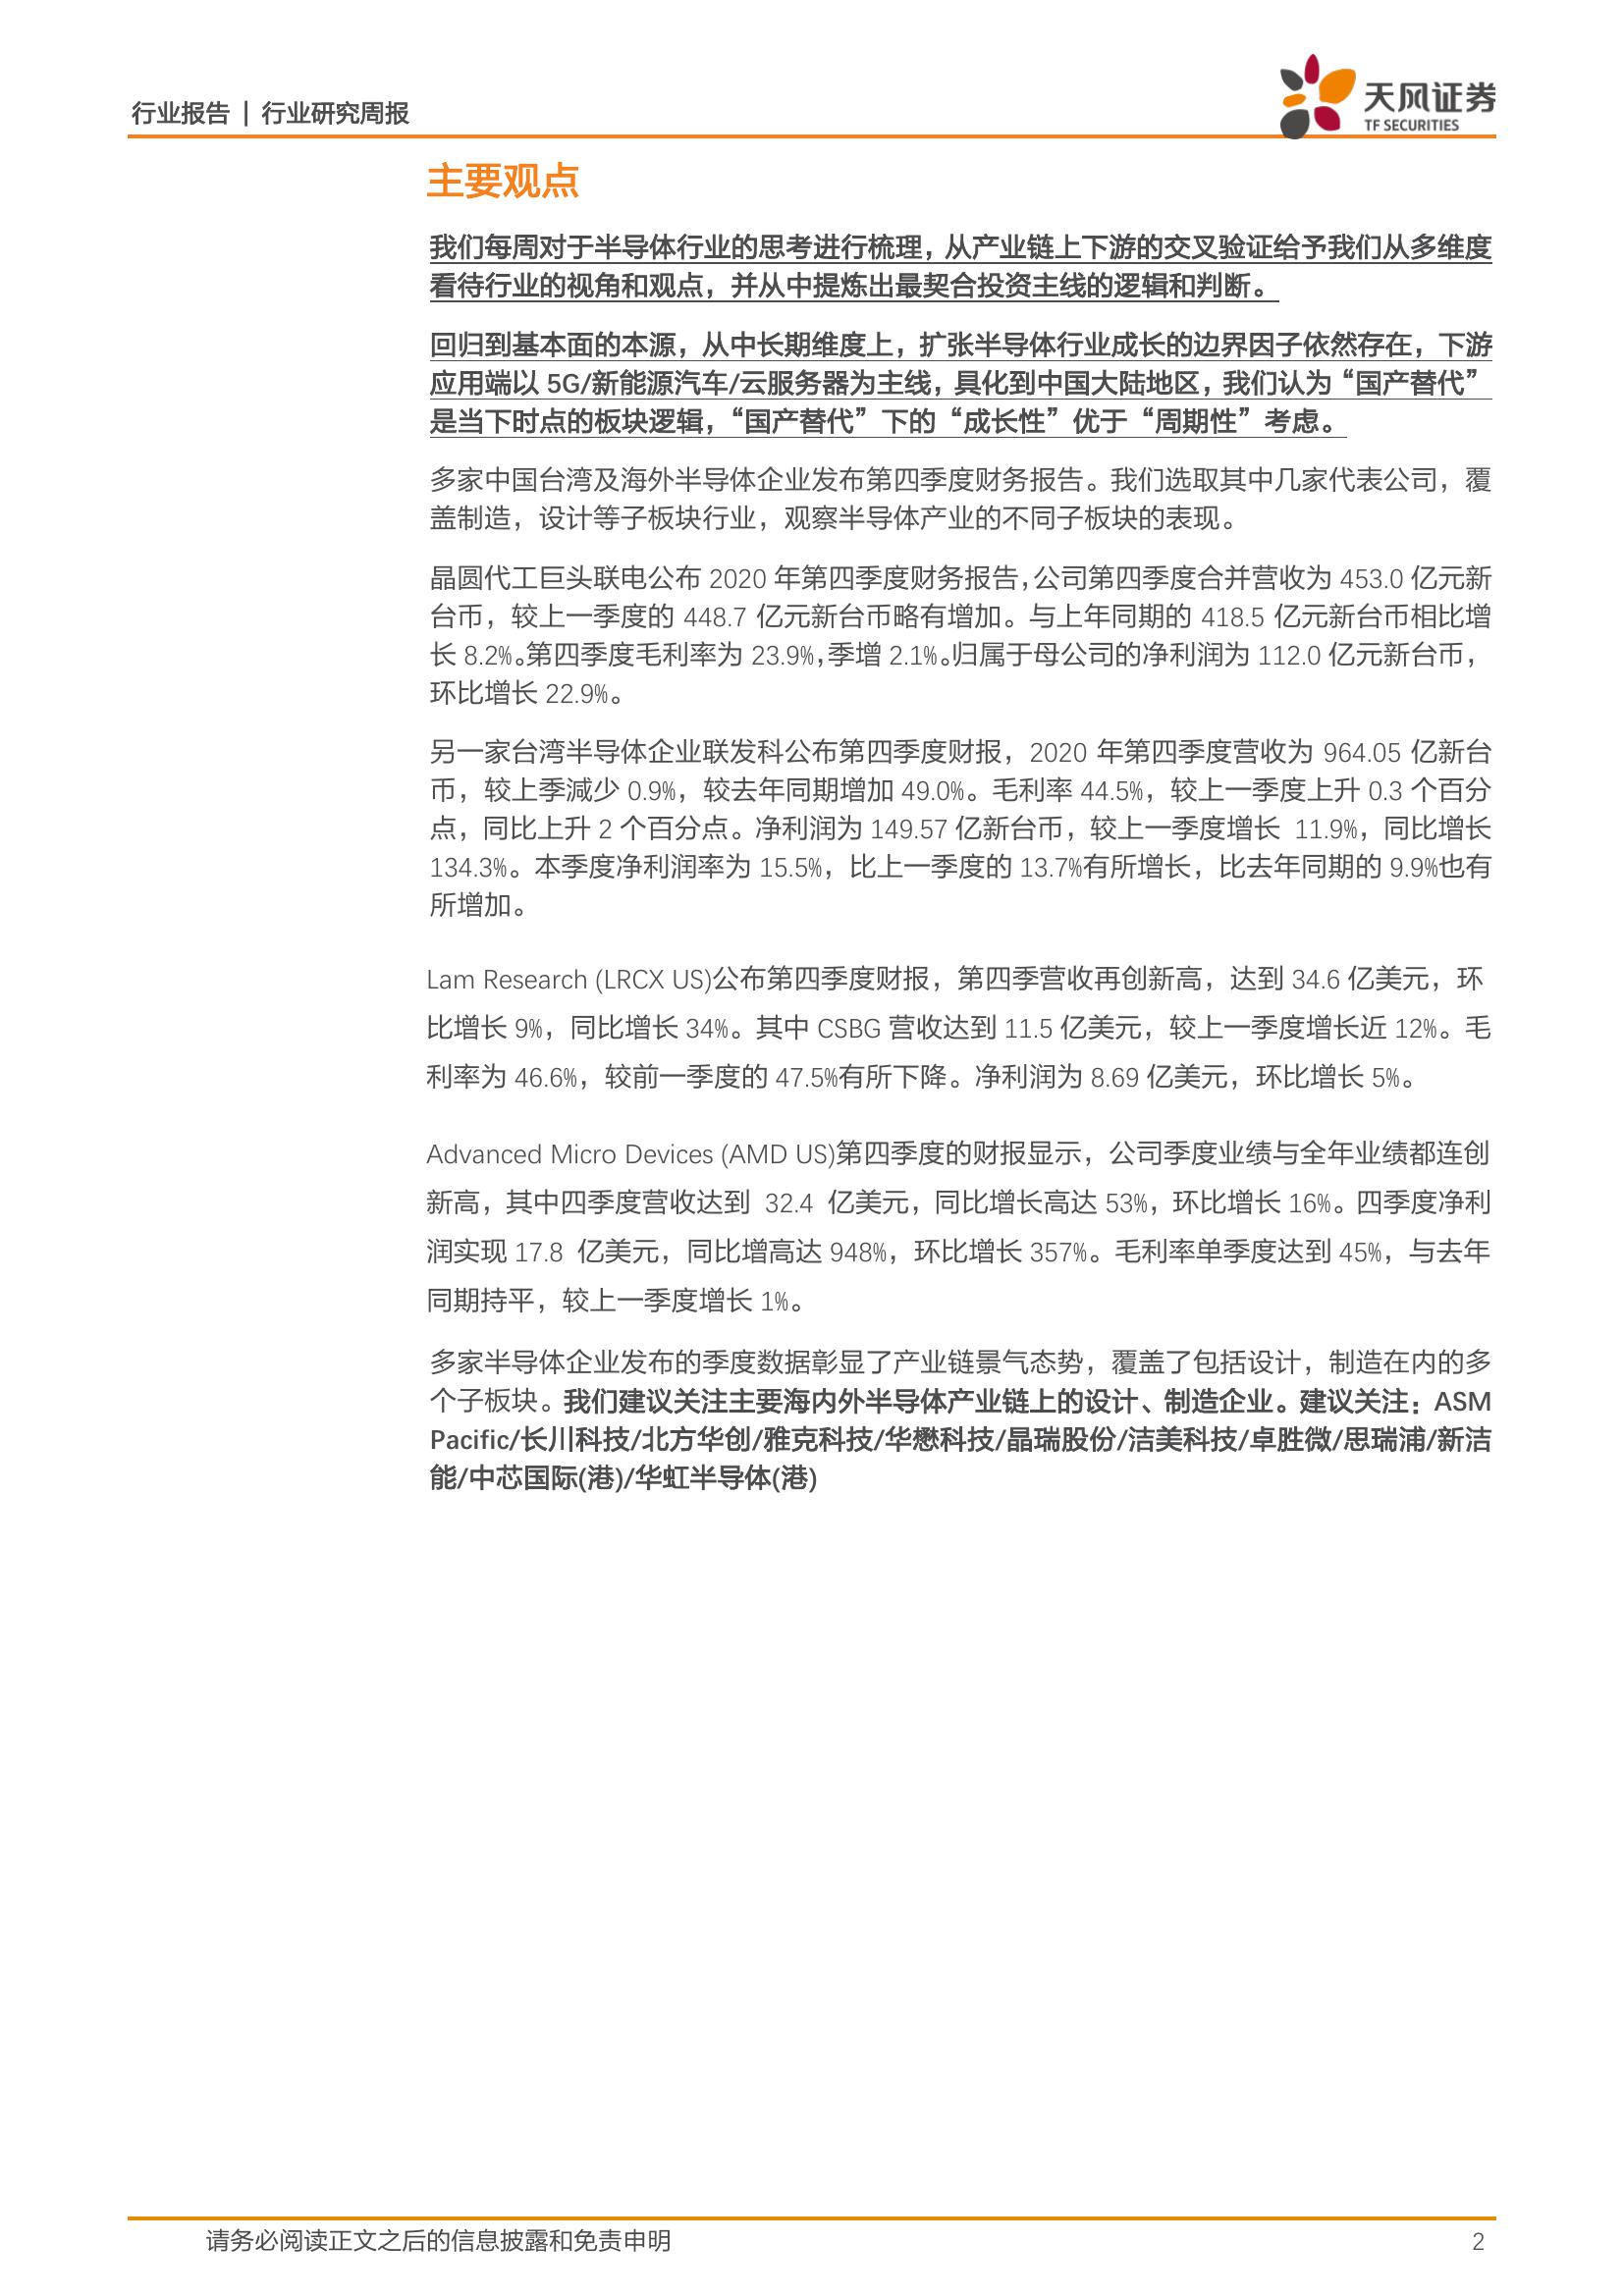 行业报告 | 行业研究周报
天风证券
TF SECURITIES
主要观点
我们每周对于半导体行业的思考进行梳理，从产业链上下游的交叉验证给予我们从多维度
看待行业的视角和观点，并从中提炼出最契合投资主线的逻辑和判断。
回归到基本面的本源，从中长期维度上，扩张半导体行业成长的边界因子依然存在，下游
应用端以 5G/新能源汽车/云服务器为主线，具化到中国大陆地区，我们认为“国产替代”
是当下时点的板块逻辑，“国产替代”下的“成长性”优于“周期性”考虑。
多家中国台湾及海外半导体企业发布第四季度财务报告。我们选取其中几家代表公司，覆
盖制造，设计等子板块行业，观察半导体产业的不同子板块的表现。
晶圆代工巨头联电公布 2020 年第四季度财务报告，公司第四季度合并营收为 453.0 亿元新
台币，较上一季度的 448.7 亿元新台币略有增加。与上年同期的 418.5 亿元新台币相比增
长 8.2%。第四季度毛利率为 23.9%，季增 2.1%。归属于母公司的净利润为 112.0 亿元新台币，
环比增长 22.9%。
另一家台湾半导体企业联发科公布第四季度财报，2020 年第四季度营收为 964.05 亿新台
币，较上季减少 0.9%，较去年同期增加 49.0%。毛利率 44.5%，较上一季度上升 0.3 个百分
点，同比上升 2 个百分点。净利润为 149.57 亿新台币，较上一季度增长 11.9%，同比增长
134.3%。本季度净利润率为 15.5%，比上一季度的 13.7%有所增长，比去年同期的 9.9%也有
所增加。
Lam Research (LRCX US)公布第四季度财报，第四季营收再创新高，达到 34.6 亿美元，环
比增长 9%，同比增长 34%。其中 CSBG 营收达到 11.5 亿美元，较上一季度增长近 12%。毛
利率为 46.6%，较前一季度的 47.5%有所下降。净利润为 8.69 亿美元，环比增长 5%。
Advanced Micro Devices (AMD US)第四季度的财报显示，公司季度业绩与全年业绩都连创
新高，其中四季度营收达到 32.4 亿美元，同比增长高达 53%，环比增长 16%。四季度净利
润实现 17.8 亿美元，同比增高达 948%，环比增长 357%。毛利率单季度达到 45%，与去年
同期持平，较上一季度增长 1%。
多家半导体企业发布的季度数据彰显了产业链景气态势，覆盖了包括设计，制造在内的多
个子板块。我们建议关注主要海内外半导体产业链上的设计、制造企业。建议关注：ASM
Pacific/长川科技/北方华创/雅克科技/华懋科技/晶瑞股份/洁美科技/卓胜微/思瑞浦/新洁
能/中芯国际(港)/华虹半导体(港)
请务必阅读正文之后的信息披露和免责申明
2